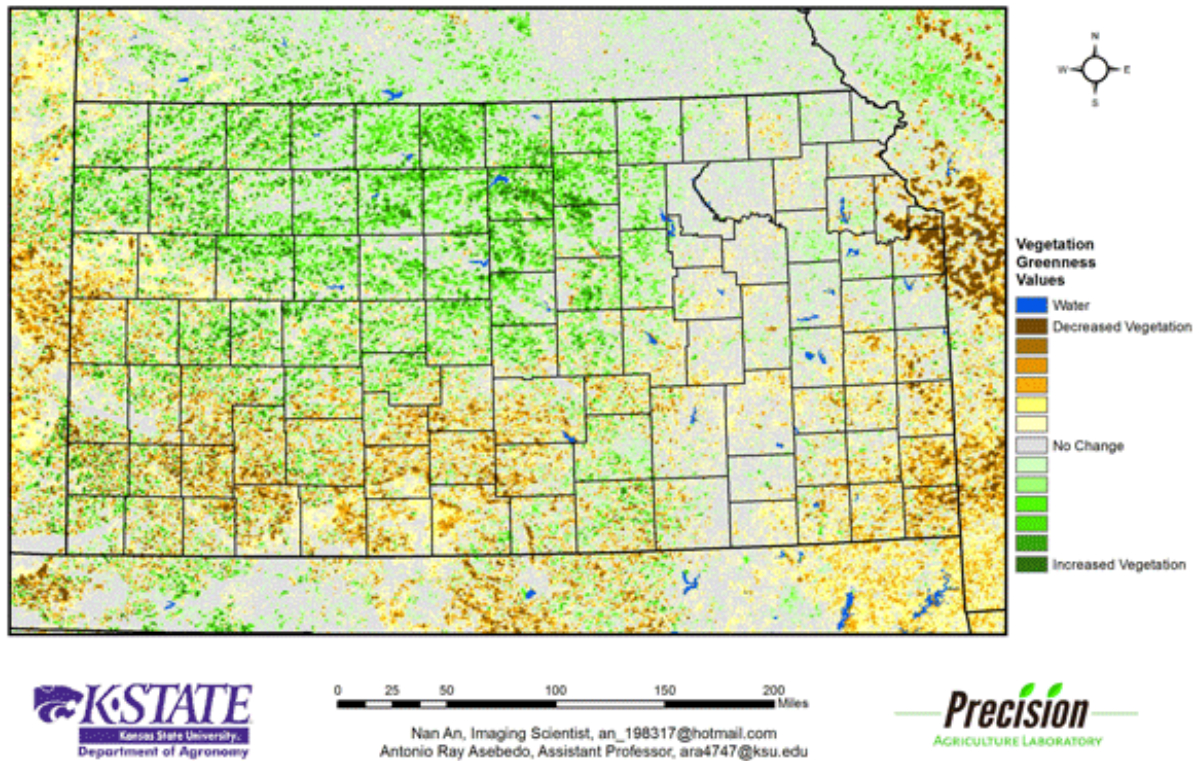 N
W E
S
Vegetation
Greenness
Values
Water
Decreased Vegetation
No Change
Increased Vegetation
K-STATE
Kansas State University.
Department of Agronomy
0 25 50 100 150 200
Miles
Nan An, Imaging Scientist, an_198317@hotmail.com
Antonio Ray Asebedo, Assistant Professor, ara4747@ksu.edu
Precision
AGRICULTURE LABORATORY